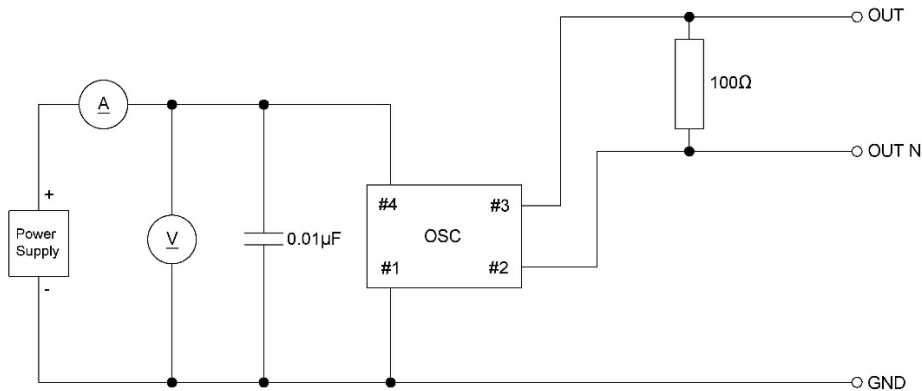 OUT
A
100Ω
OUT N
+
Power
Supply
-
V
0.01µF
#4
#3
OSC
#1
#2
GND